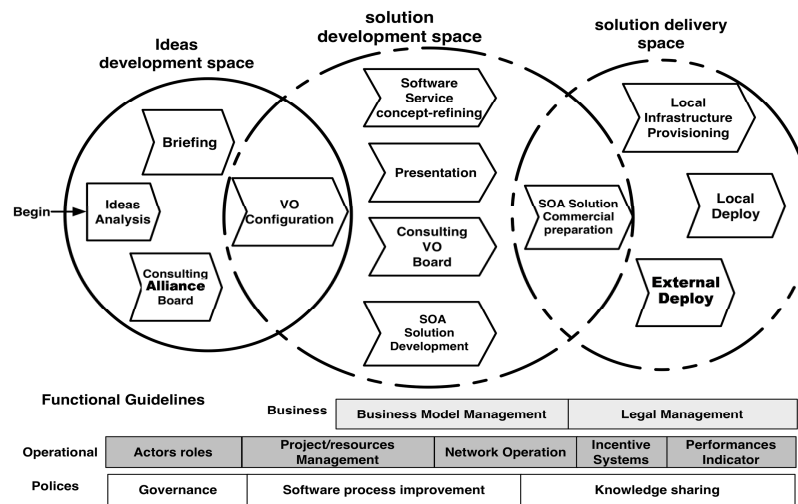 Ideas
development space
solution
development space
solution delivery
space
Begin
Ideas
Analysis
Briefing
Consulting
Alliance
Board
VO
Configuration
Software
Service
concept-refining
Presentation
Consulting
VO
Board
SOA
Solution
Development
SOA Solution
Commercial
preparation
Local
Infrastructure
Provisioning
Local
Deploy
External
Deploy
Functional Guidelines
Business
Business Model Management
Legal Management
Operational
Actors roles
Project/resources
Management
Network Operation
Incentive
Systems
Performances
Indicator
Polices
Governance
Software process improvement
Knowledge sharing